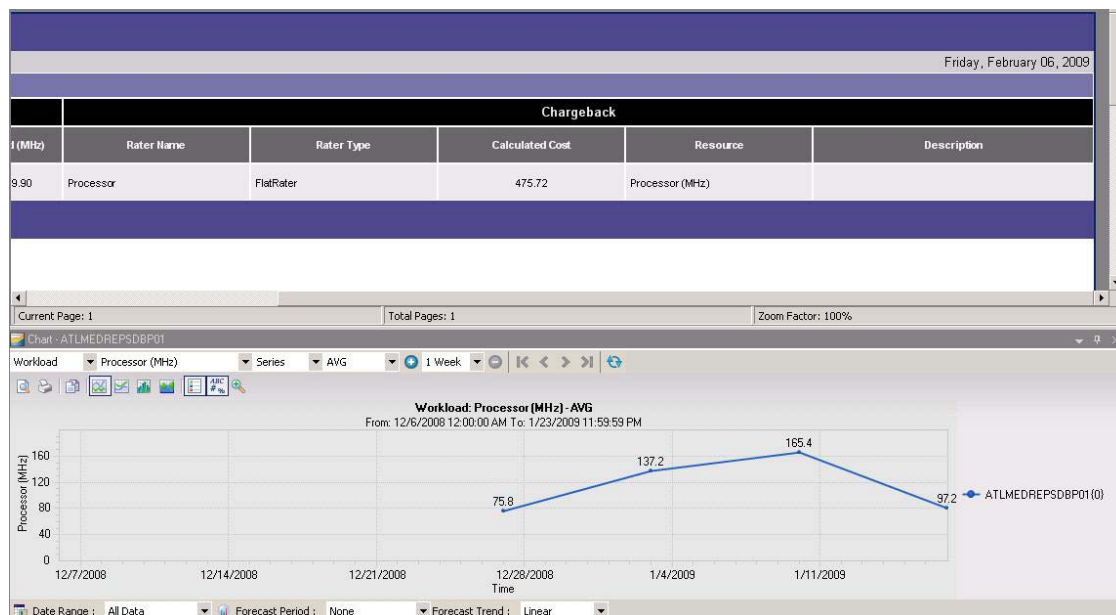 Friday, February 06, 2009
Chargeback
(MHz) Rater Name Rater Type Calculated Cost Resource Description
9.90 Processor FlatRater 475.72 Processor (MHz)
Current Page: 1 Total Pages: 1 Zoom Factor: 100%
Chart - ATLMEDREPSDBP01
Workload Processor (MHz) Series AVG 1 Week
ABC
#%
Workload: Processor (MHz) - AVG
From: 12/6/2008 12:00:00 AM To: 1/23/2009 11:59:59 PM
Processor (MHz)
160
120
80
40
0
75.8
137.2
165.4
97.2
ATLMEDREPSDBP01{0}
12/7/2008 12/14/2008 12/21/2008 12/28/2008 1/4/2009 1/11/2009
Time
Date Range : All Data Forecast Period : None Forecast Trend : Linear